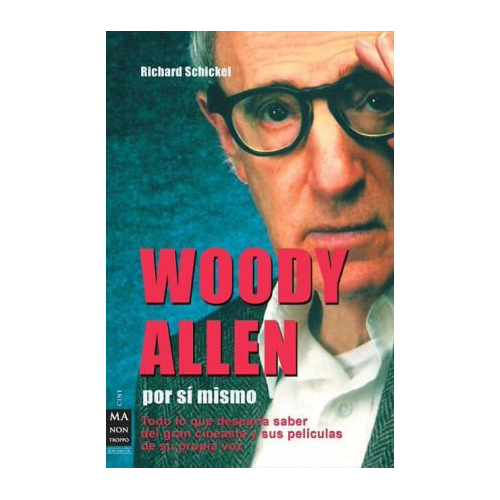 Richard Schickel
WOODY
ALLEN
por sí mismo
Todo lo que desearía saber
del gran cineasta y sus películas
de su propia voz
CINE
MA
NON
TROPPO